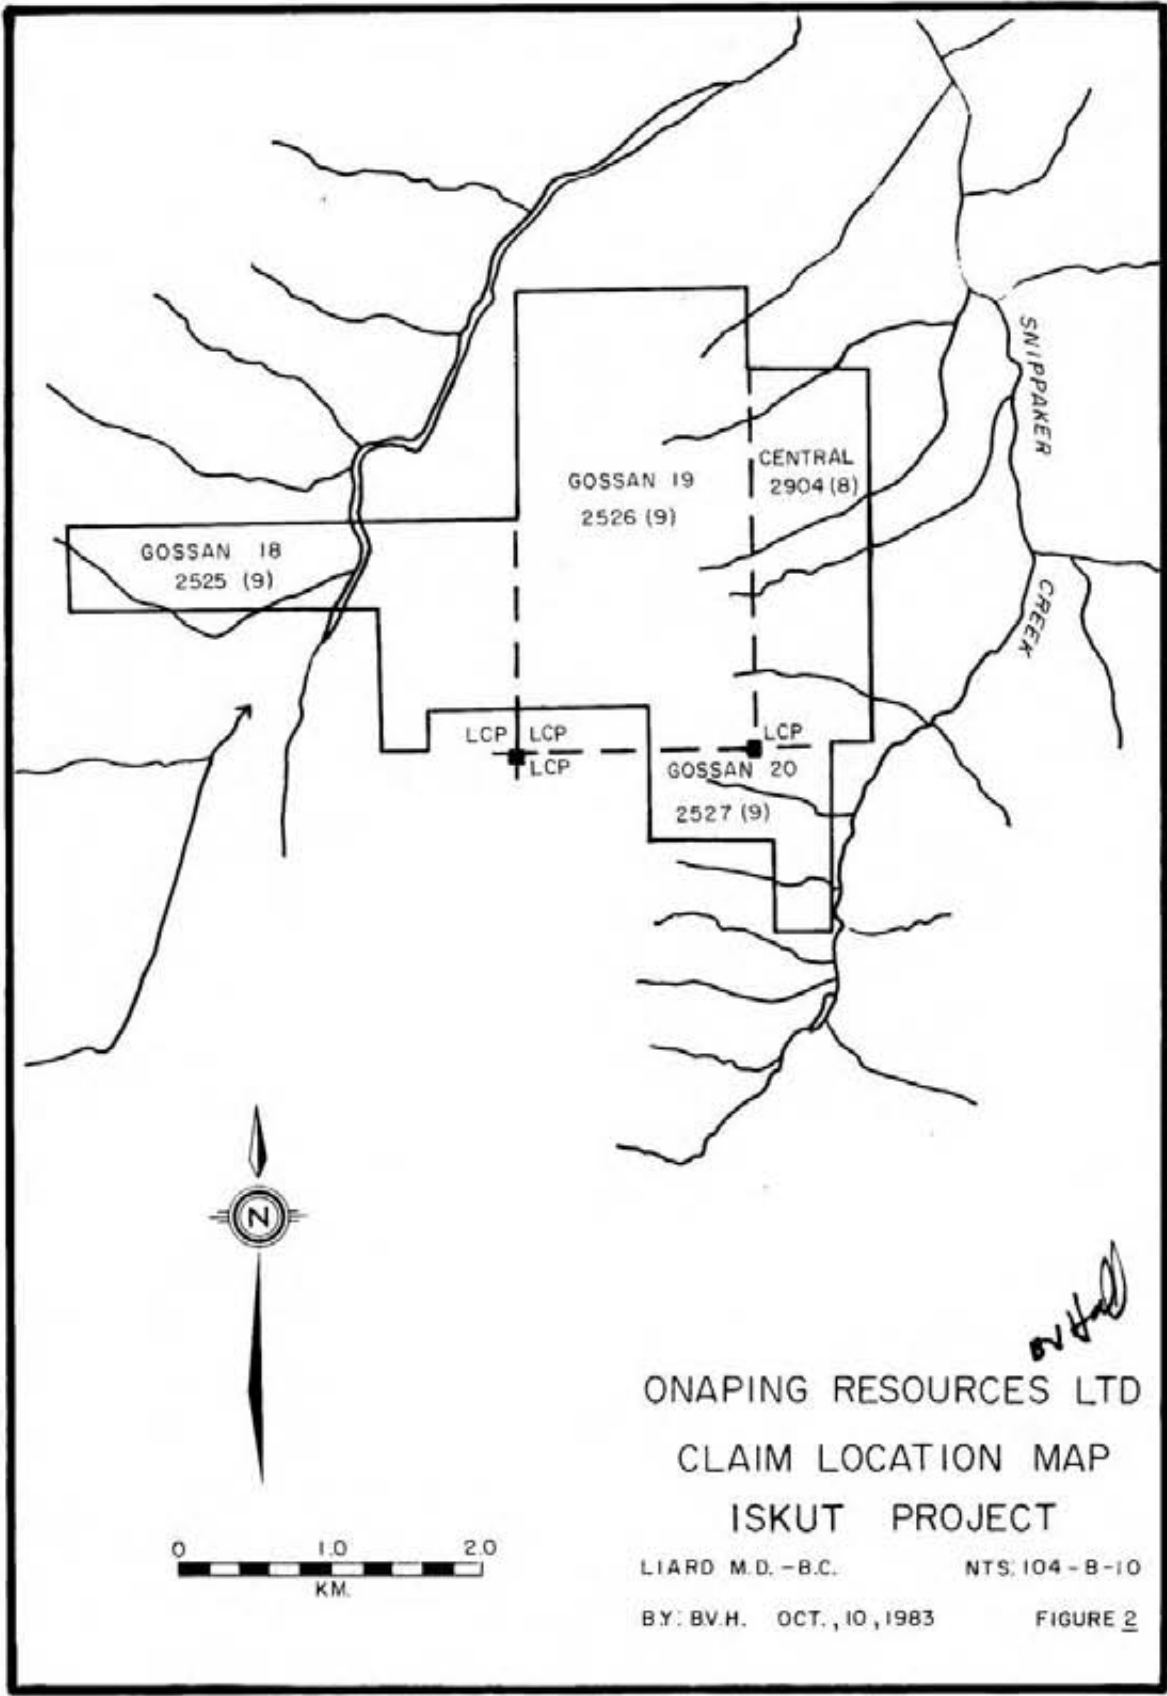 SNIPPAKER
CREEK
CENTRAL
2904 (8)
GOSSAN 19
2526 (9)
GOSSAN 18
2525 (9)
LCP
LCP
LCP
LCP
GOSSAN 20
2527 (9)
N
BV Hall
ONAPING RESOURCES LTD
CLAIM LOCATION MAP
ISKUT PROJECT
0 1.0 2.0
KM.
LIARD M.D. - B.C. NTS: 104 - B - 10
BY: B.V.H. OCT., 10, 1983 FIGURE 2